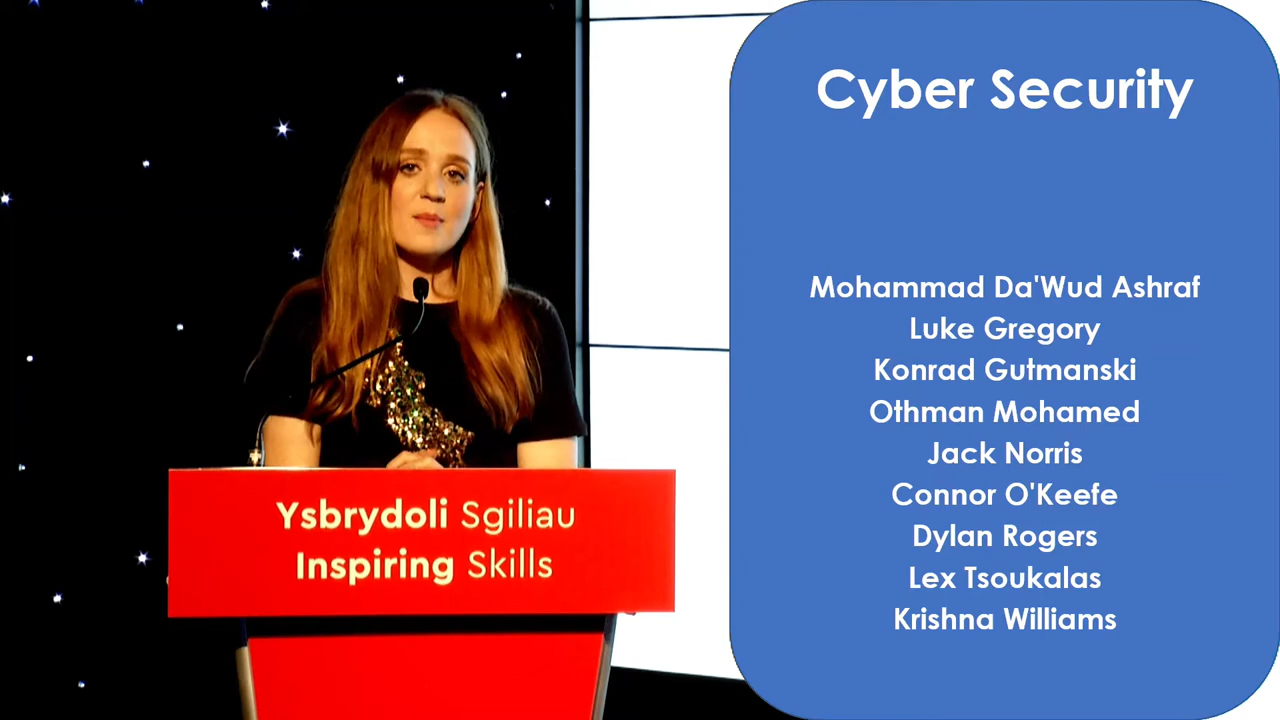 Cyber Security
Mohammad Da'Wud Ashraf
Luke Gregory
Konrad Gutmanski
Othman Mohamed
Jack Norris
Connor O'Keefe
Dylan Rogers
Lex Tsoukalas
Krishna Williams
Ysbrydoli Sgiliau
Inspiring Skills